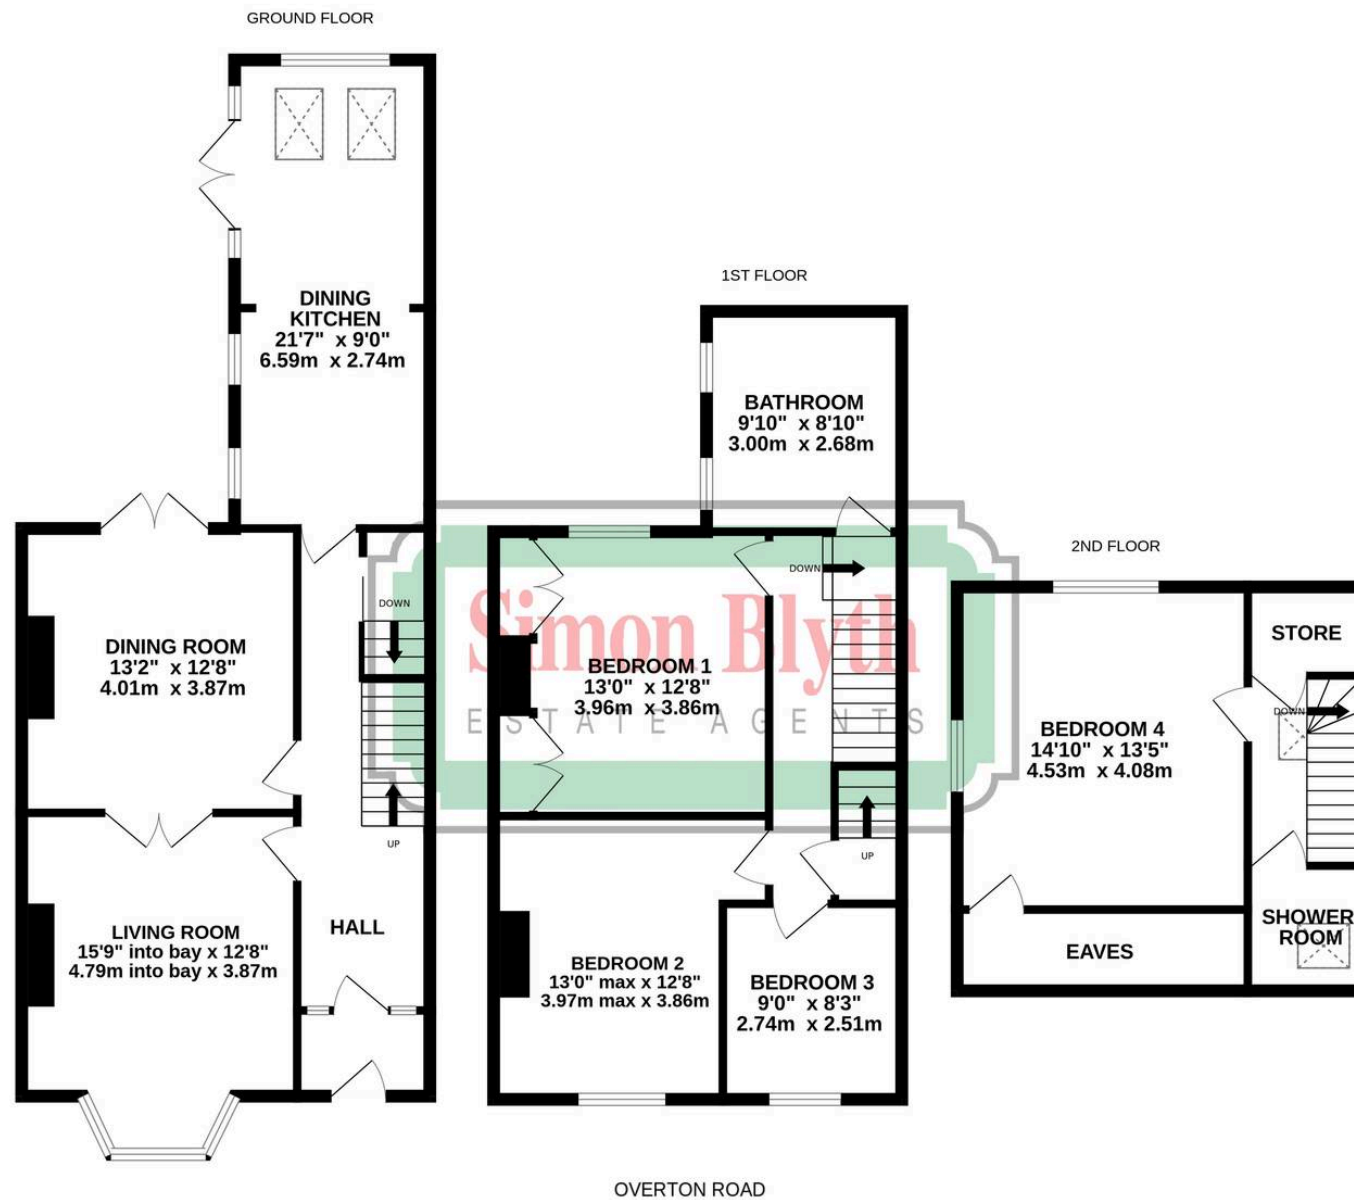 GROUND FLOOR
DINING
KITCHEN
21'7" x 9'0"
6.59m x 2.74m
DINING ROOM
13'2" x 12'8"
4.01m x 3.87m
DOWN
UP
LIVING ROOM
15'9" into bay x 12'8"
4.79m into bay x 3.87m
HALL
1ST FLOOR
BATHROOM
9'10" x 8'10"
3.00m x 2.68m
DOWN
Simon Blyth
ESTATE AGENTS
BEDROOM 1
13'0" x 12'8"
3.96m x 3.86m
UP
BEDROOM 2
13'0" max x 12'8"
3.97m max x 3.86m
BEDROOM 3
9'0" x 8'3"
2.74m x 2.51m
2ND FLOOR
STORE
DOWN
BEDROOM 4
14'10" x 13'5"
4.53m x 4.08m
EAVES
SHOWER
ROOM
OVERTON ROAD